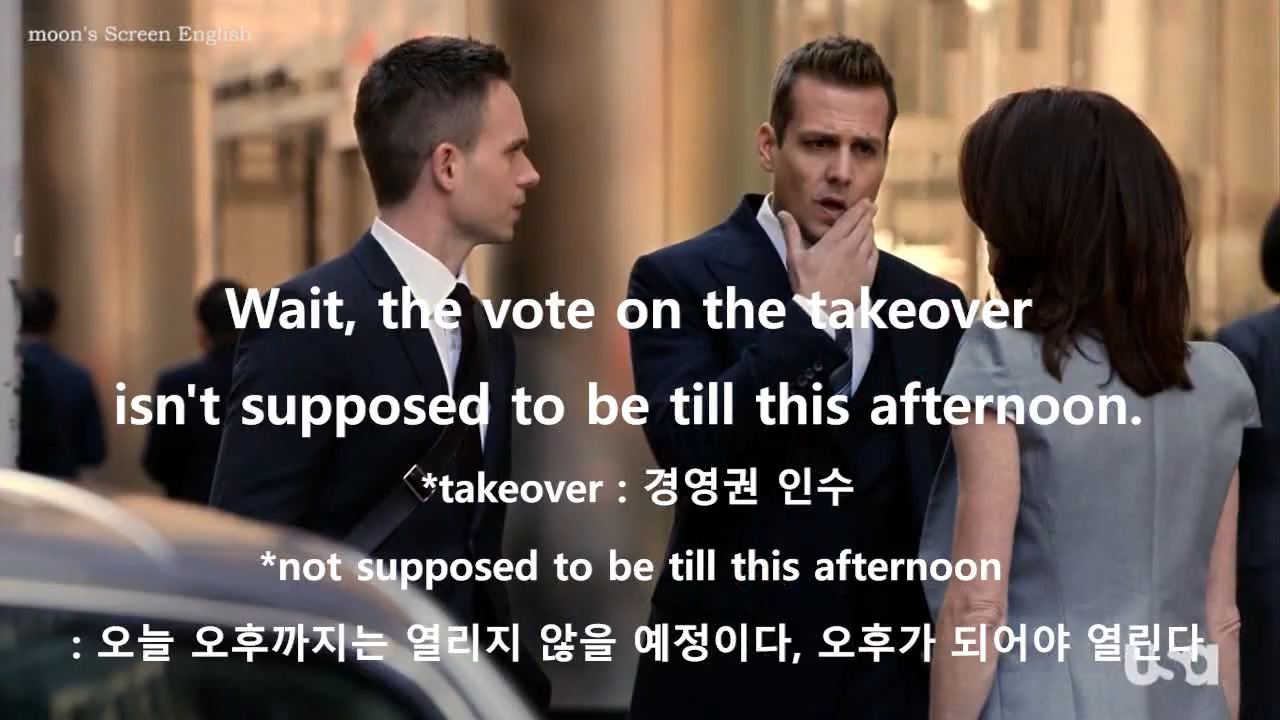 moon's Screen English
Wait, the vote on the takeover
isn't supposed to be till this afternoon.
*takeover : 경영권 인수
*not supposed to be till this afternoon
: 오늘 오후까지는 열리지 않을 예정이다, 오후가 되어야 열린다
usa